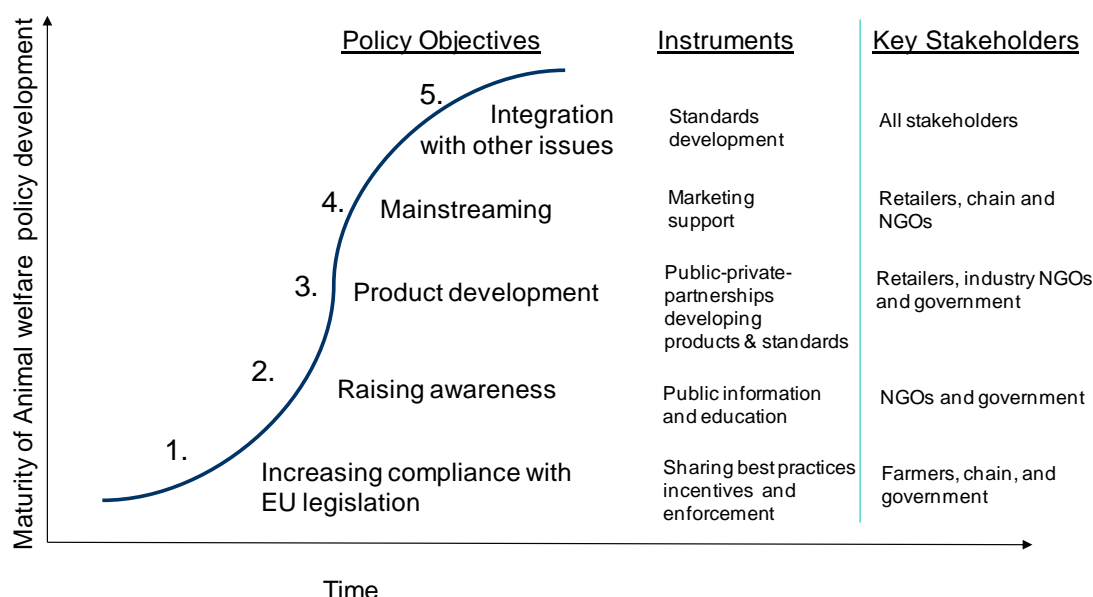 Maturity of Animal welfare policy development
Policy Objectives
Instruments
Key Stakeholders
5.
Integration
with other issues
Standards
development
All stakeholders
4.
Mainstreaming
Marketing
support
Retailers, chain and
NGOs
3.
Product development
Public-private-
partnerships
developing
products & standards
Retailers, industry NGOs
and government
2.
Raising awareness
Public information
and education
NGOs and government
1.
Increasing compliance with
EU legislation
Sharing best practices
incentives and
enforcement
Farmers, chain, and
government
Time